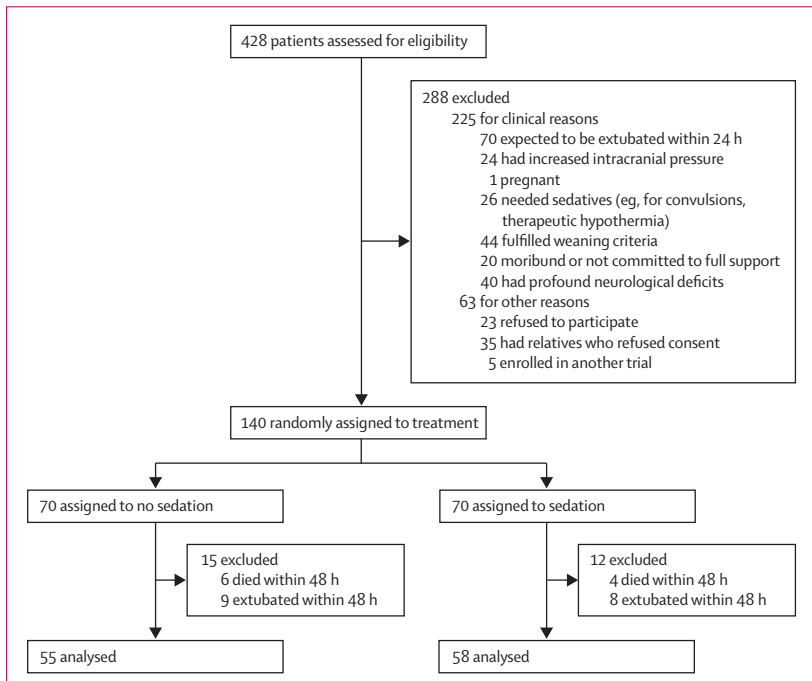 428 patients assessed for eligibility
288 excluded
225 for clinical reasons
70 expected to be extubated within 24 h
24 had increased intracranial pressure
1 pregnant
26 needed sedatives (eg, for convulsions,
therapeutic hypothermia)
44 fulfilled weaning criteria
20 moribund or not committed to full support
40 had profound neurological deficits
63 for other reasons
23 refused to participate
35 had relatives who refused consent
5 enrolled in another trial
140 randomly assigned to treatment
70 assigned to no sedation
70 assigned to sedation
15 excluded
6 died within 48 h
9 extubated within 48 h
12 excluded
4 died within 48 h
8 extubated within 48 h
55 analysed
58 analysed